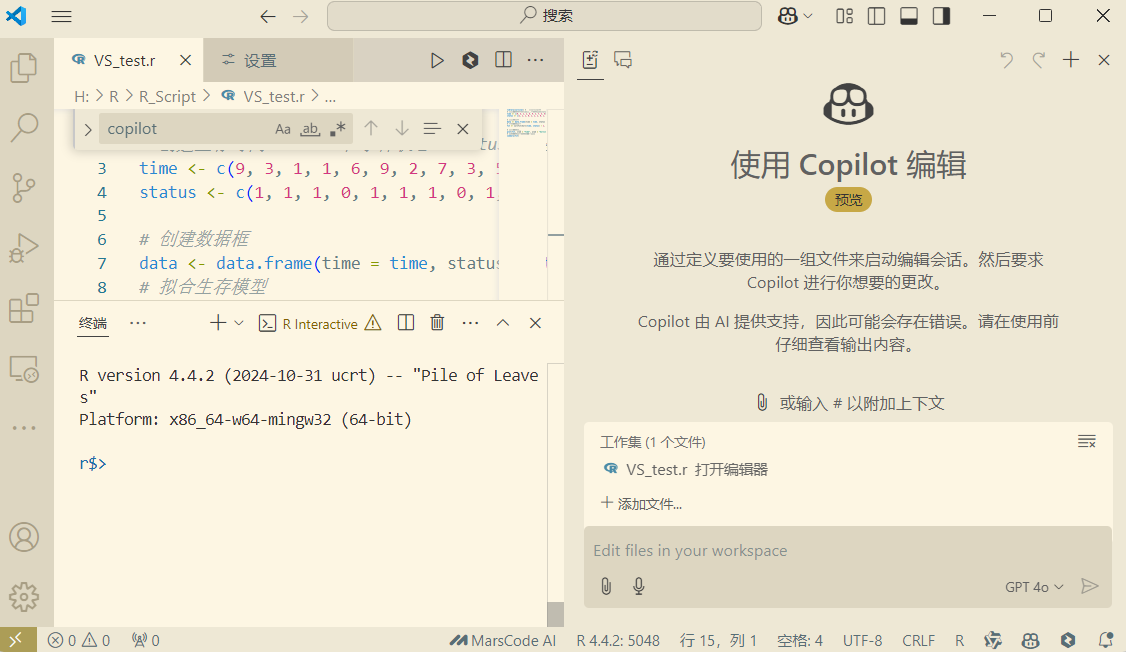 搜索
VS_test.r
设置
H: > R > R_Script > VS_test.r > ...
copilot
Aa ab .*
3 time <- c(9, 3, 1, 1, 6, 9, 2, 7, 3,
4 status <- c(1, 1, 1, 0, 1, 1, 1, 0, 1,
5
6 # 创建数据框
7 data <- data.frame(time = time, status
8 # 拟合生存模型
终端 ... R Interactive
R version 4.4.2 (2024-10-31 ucrt) -- "Pile of Leave
s"
Platform: x86_64-w64-mingw32 (64-bit)
r$>
使用 Copilot 编辑
预览
通过定义要使用的一组文件来启动编辑会话。然后要求
Copilot 进行你想要的更改。
Copilot 由 AI 提供支持，因此可能会存在错误。请在使用前
仔细查看输出内容。
或输入 # 以附加上下文
工作集 (1 个文件)
VS_test.r 打开编辑器
+ 添加文件...
Edit files in your workspace
GPT 4o
0 0 0 MarsCode AI R 4.4.2: 5048 行 15，列 1 空格: 4 UTF-8 CRLF R